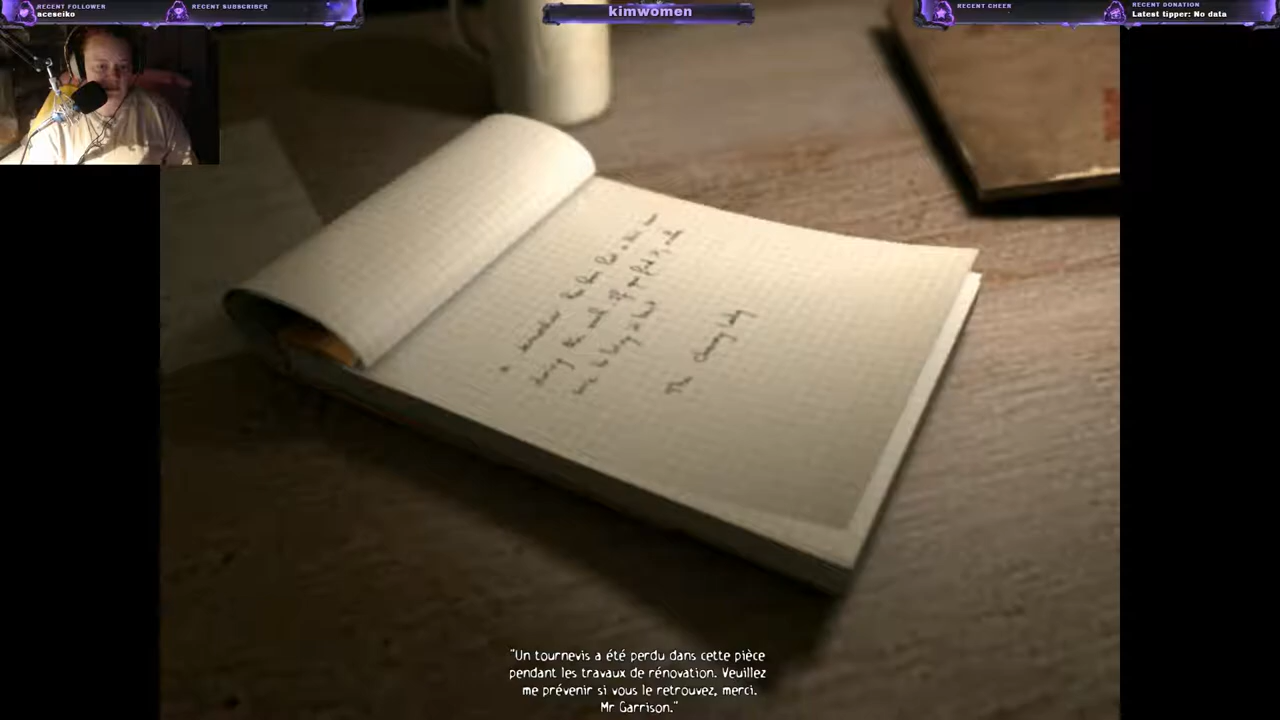 RECENT FOLLOWER
aceseiko
RECENT SUBSCRIBER
kimwomen
RECENT CHEER
RECENT DONATION
Latest tipper: No data
"Un tournevis a été perdu dans cette pièce
pendant les travaux de rénovation. Veuillez
me prévenir si vous le retrouvez, merci.
Mr Garrison."